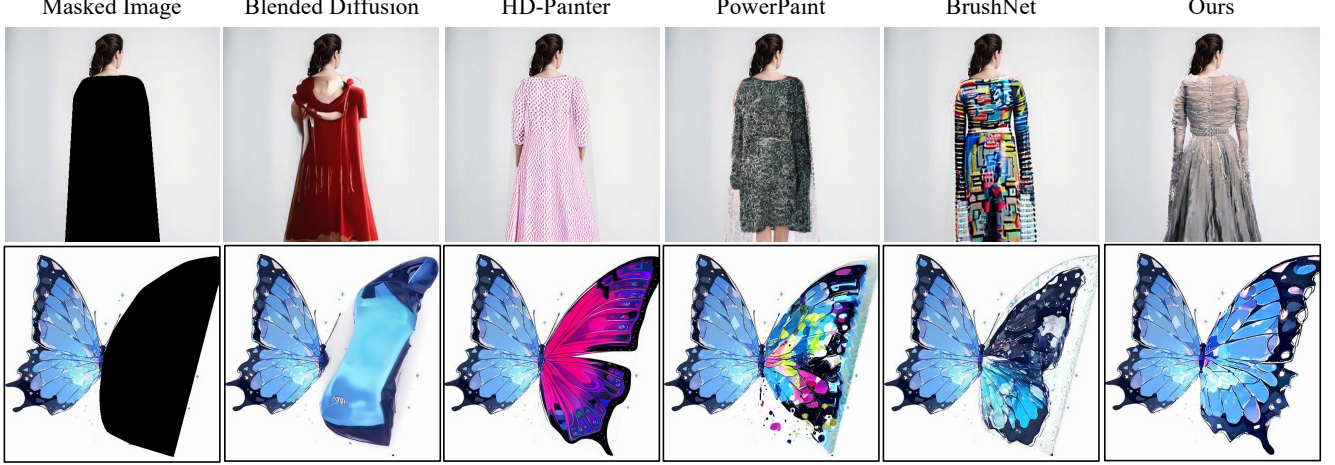 Masked Image
Blended Diffusion
HD-Painter
PowerPaint
BrushNet
Ours